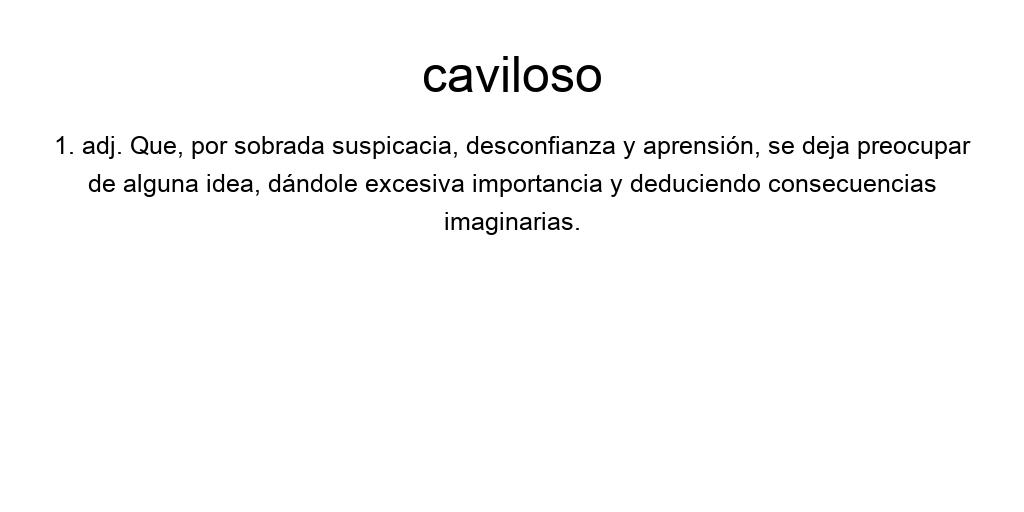 caviloso
1. adj. Que, por sobrada suspicacia, desconfianza y aprensión, se deja preocupar
de alguna idea, dándole excesiva importancia y deduciendo consecuencias
imaginarias.